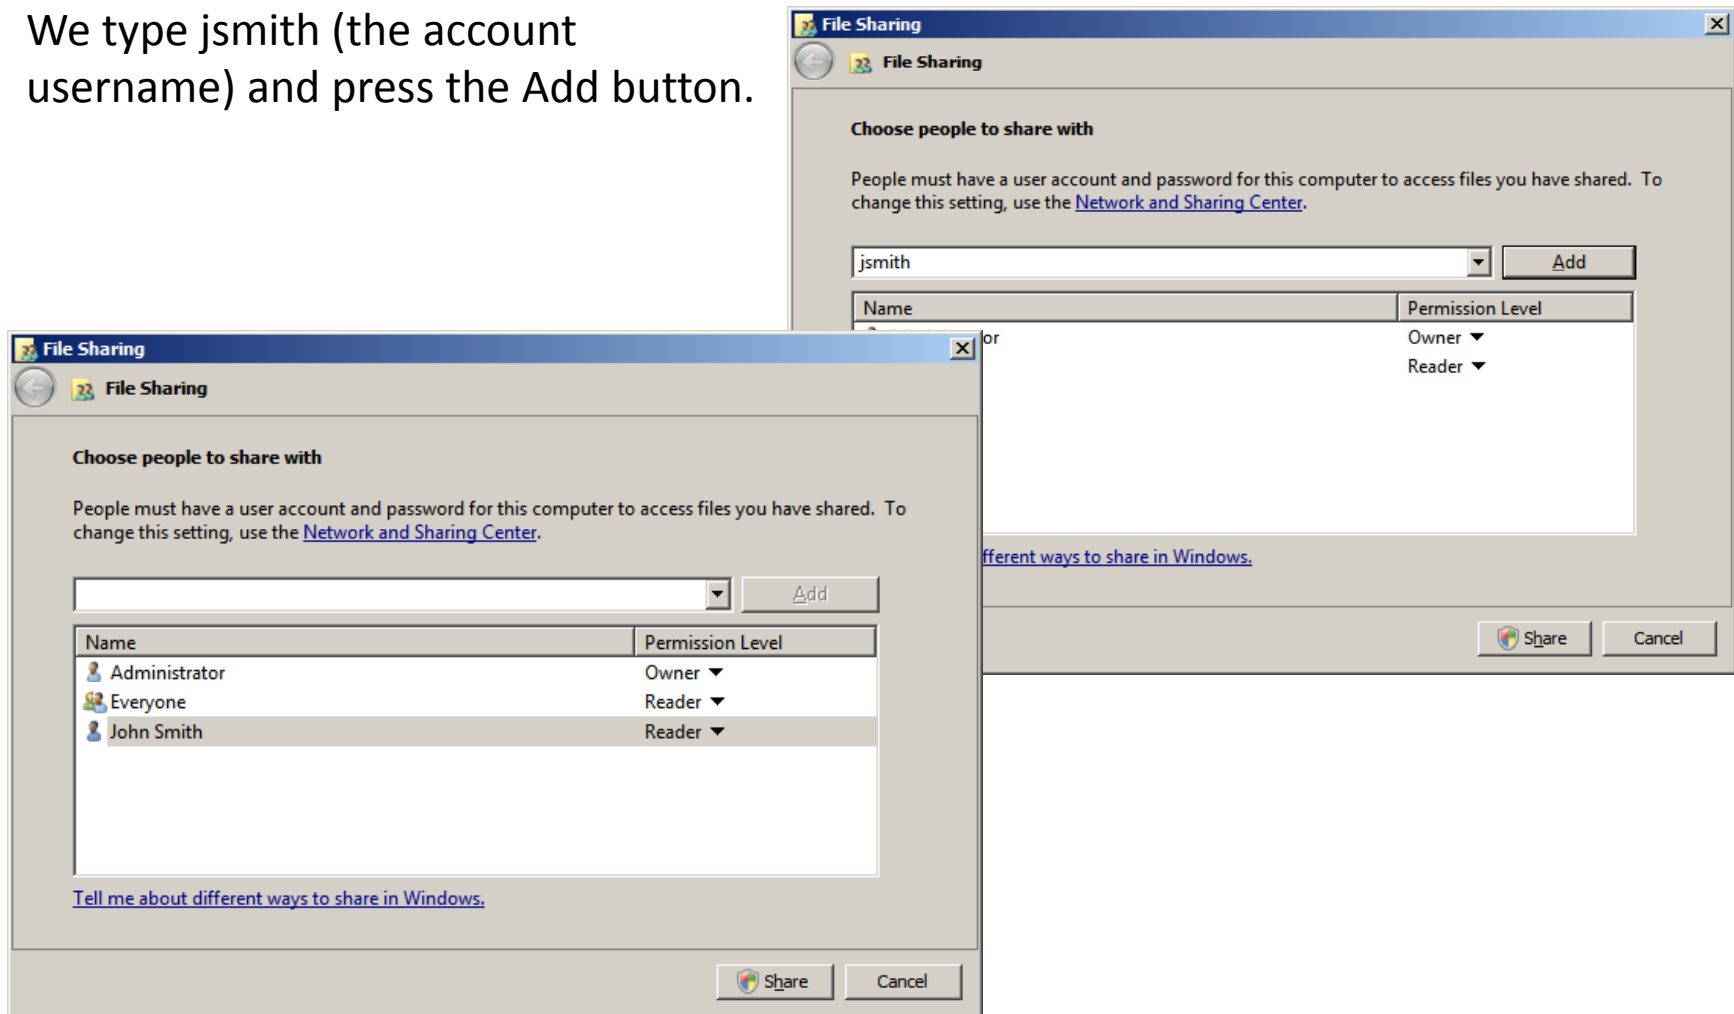 We type jsmith (the account
username) and press the Add button.
File Sharing
File Sharing
Choose people to share with
People must have a user account and password for this computer to access files you have shared. To
change this setting, use the Network and Sharing Center.
jsmith
Add
Name Permission Level
or Owner
Reader
fferent ways to share in Windows.
Share Cancel
File Sharing
File Sharing
Choose people to share with
People must have a user account and password for this computer to access files you have shared. To
change this setting, use the Network and Sharing Center.
Add
Name Permission Level
Administrator Owner
Everyone Reader
John Smith Reader
Tell me about different ways to share in Windows.
Share Cancel